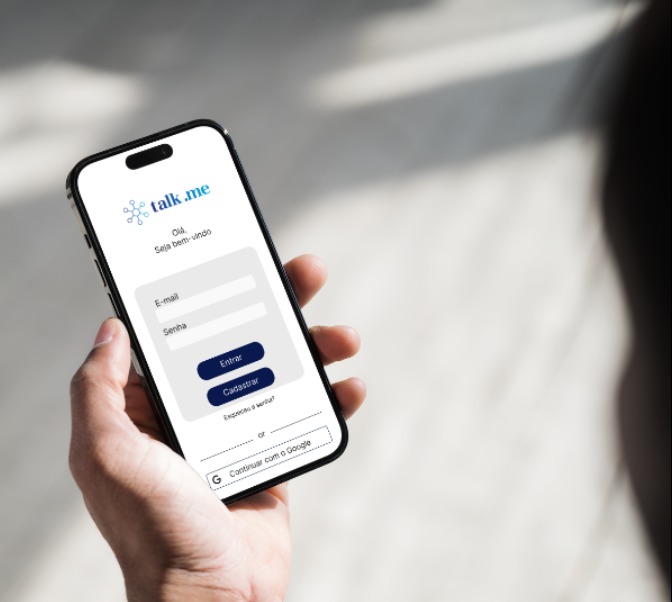 talk.me
Olá,
Seja bem-vindo
E-mail
Senha
Entrar
Cadastrar
Esqueceu a senha?
or
Continuar com o Google